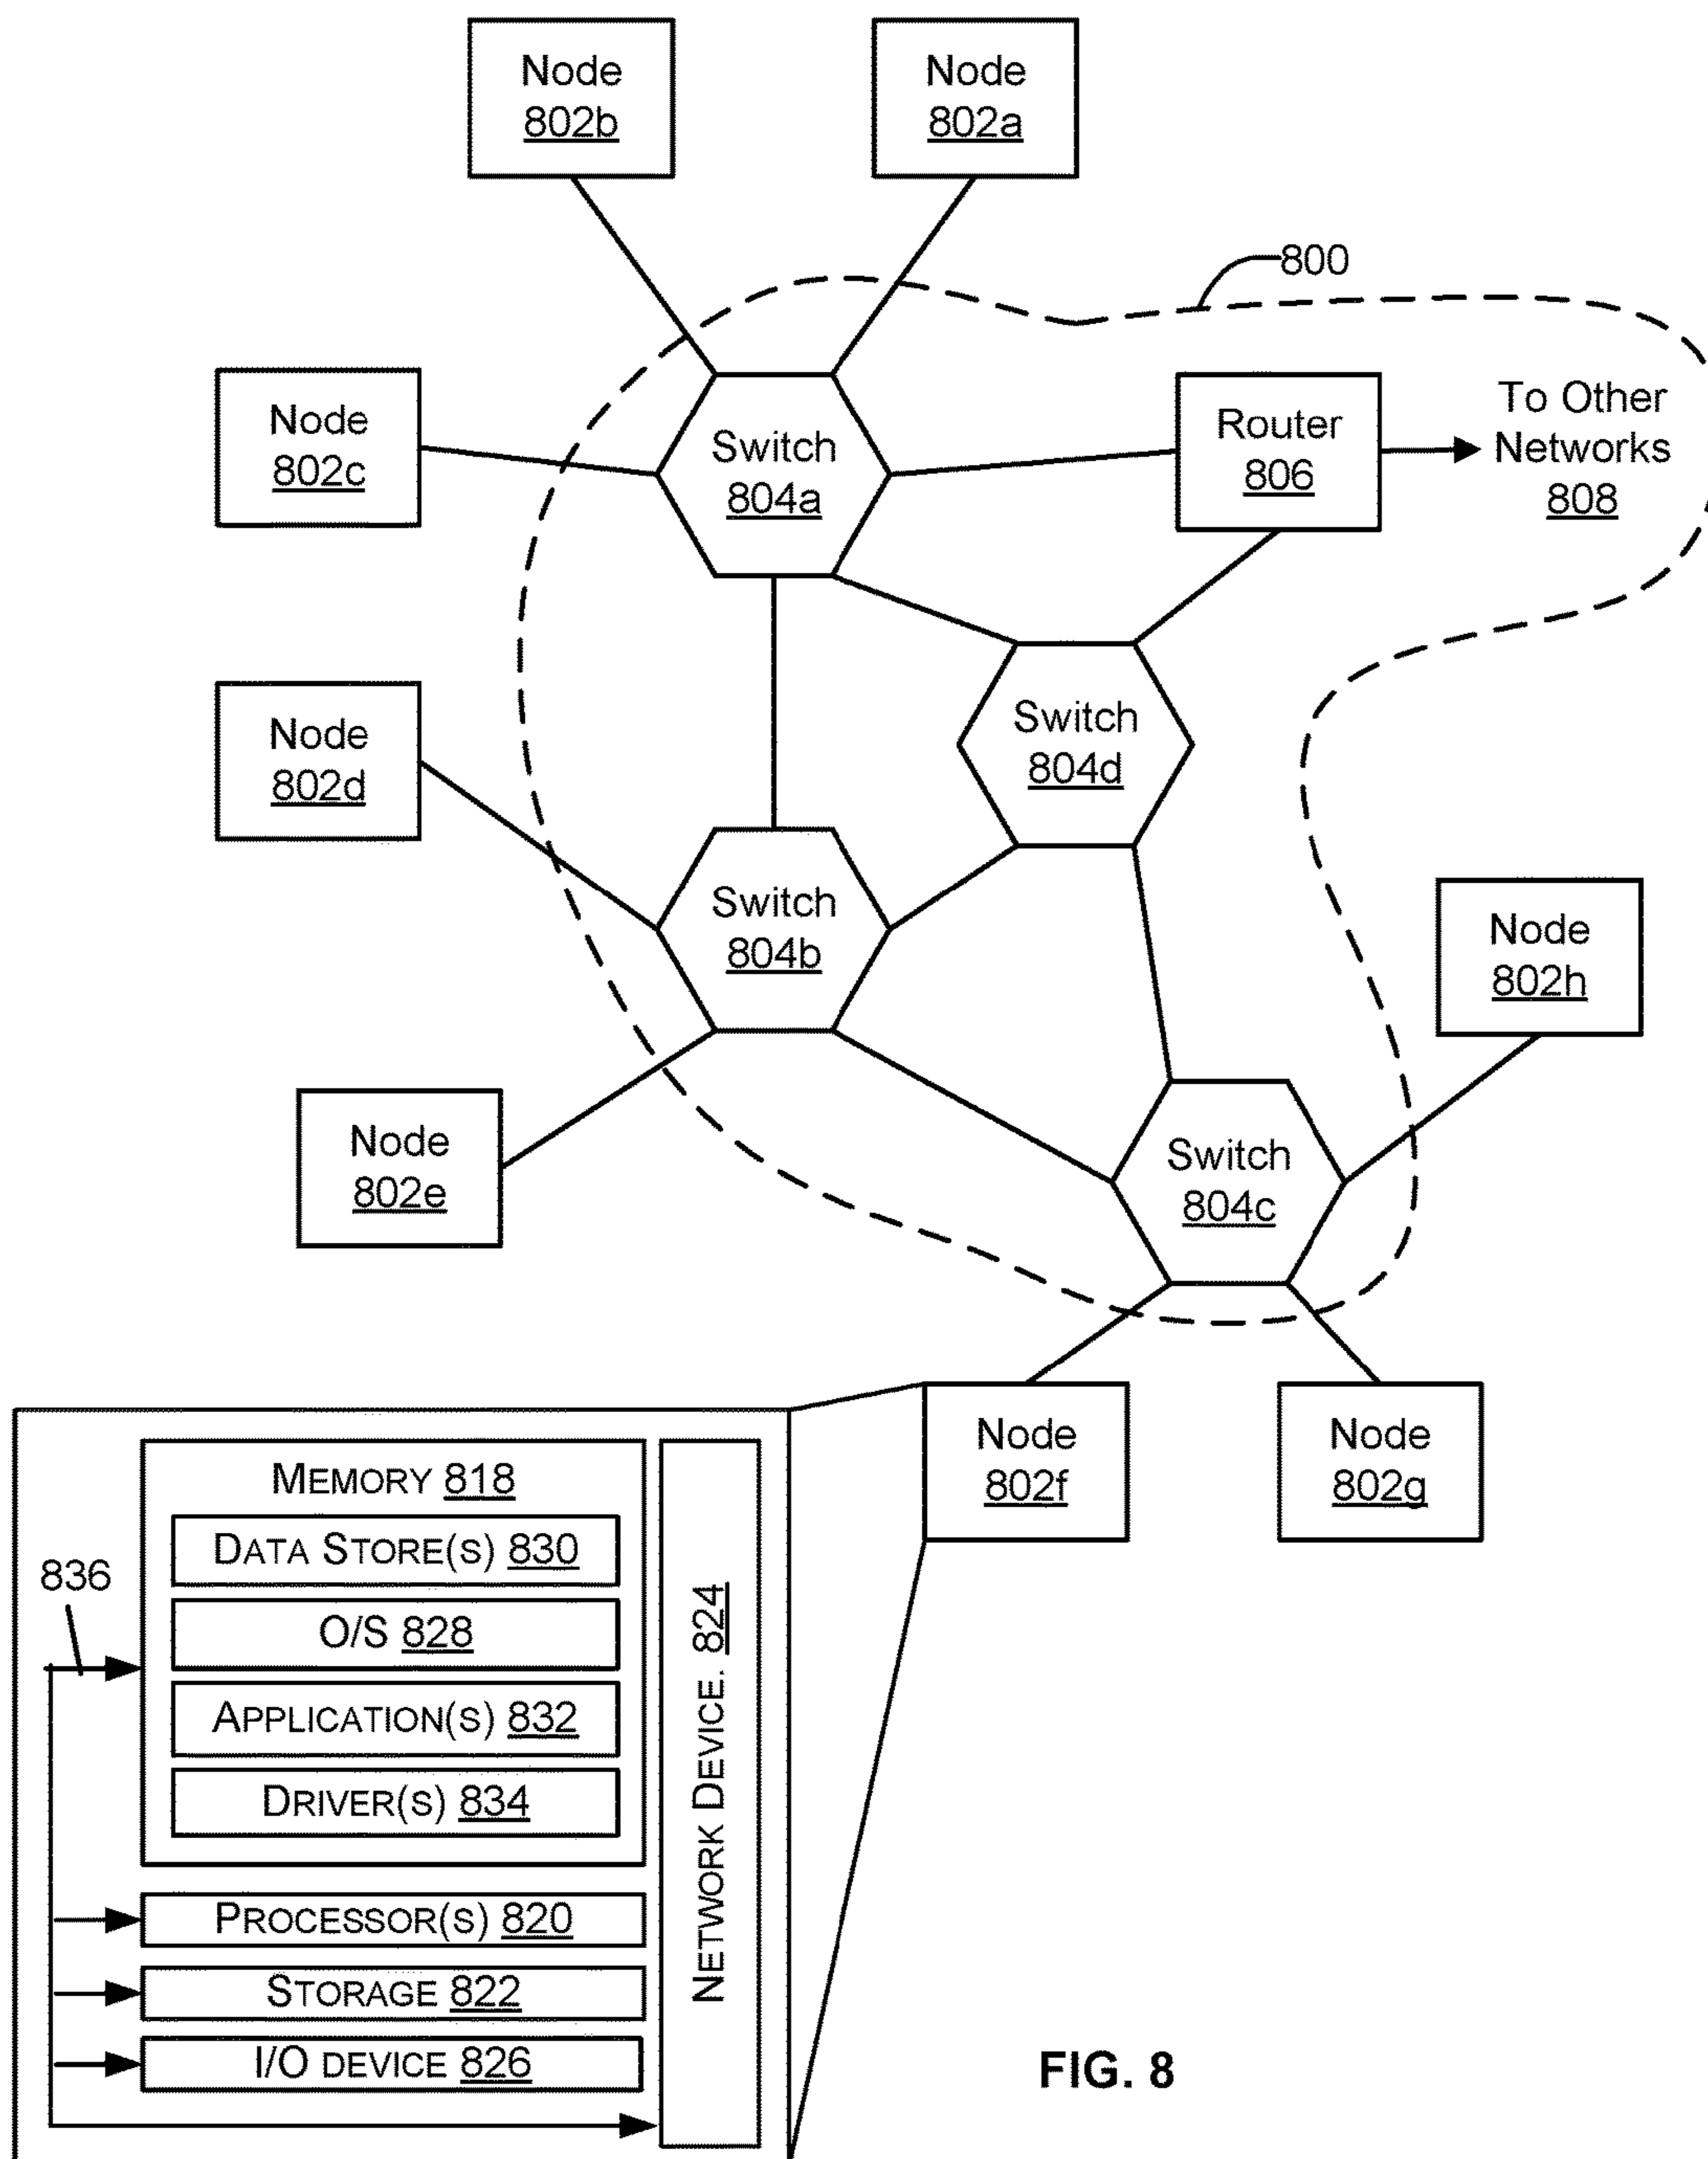 Node
802b
Node
802a
800
Node
802c
Switch
804a
Router
806
To Other
Networks
808
Node
802d
Switch
804d
Switch
804b
Node
802h
Node
802e
Switch
804c
Node
802f
Node
802g
MEMORY 818
DATA STORE(S) 830
836
O/S 828
APPLICATION(S) 832
DRIVER(S) 834
NETWORK DEVICE. 824
PROCESSOR(S) 820
STORAGE 822
I/O DEVICE 826
FIG. 8